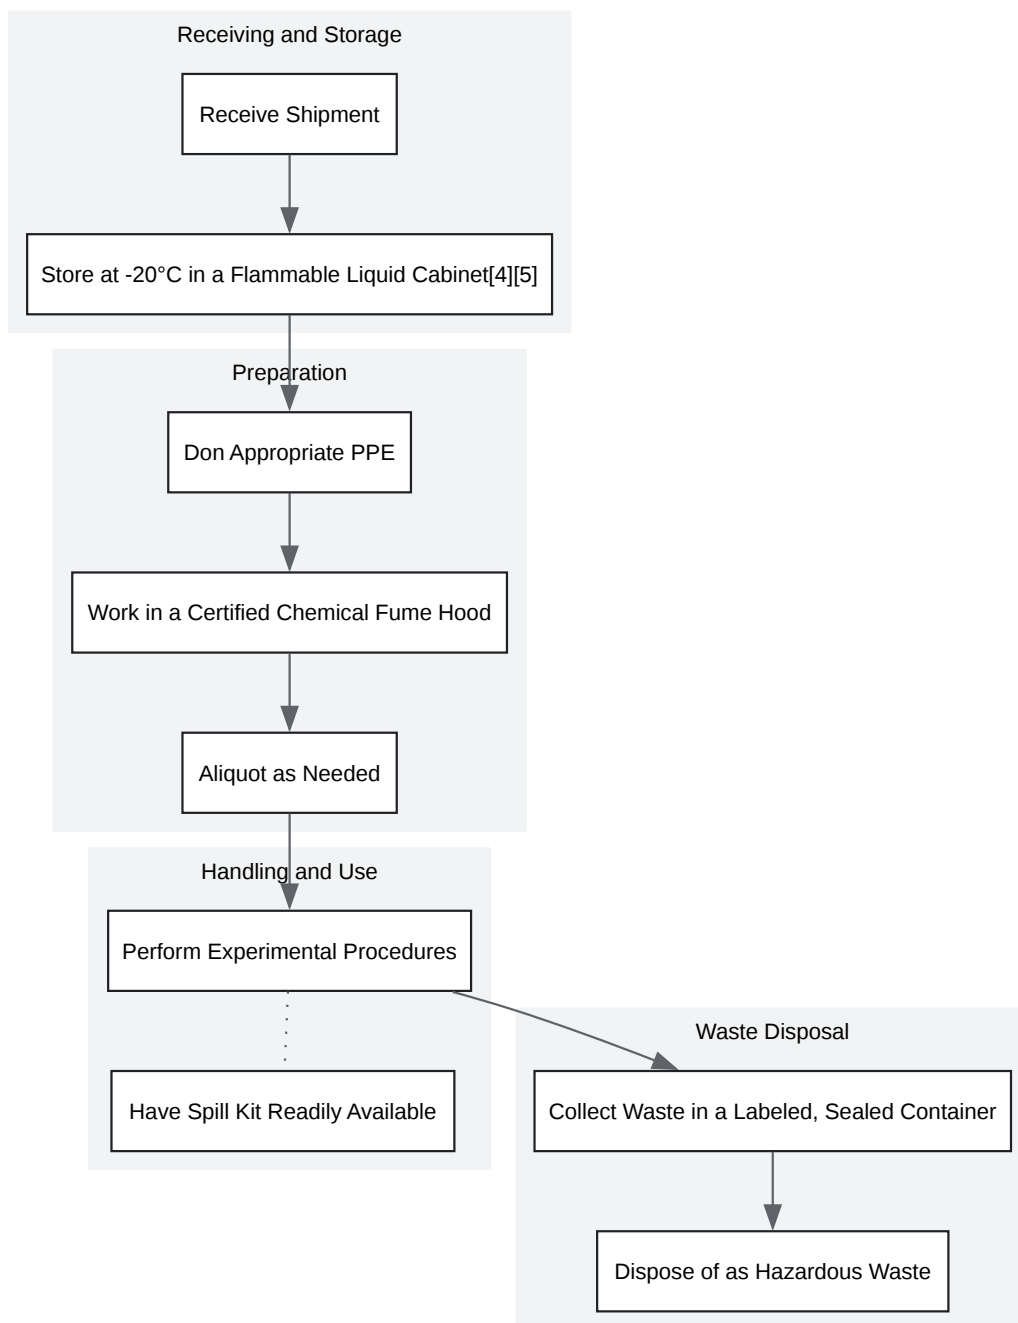 Receiving and Storage
Receive Shipment
Store at -20°C in a Flammable Liquid Cabinet[4][5]
Preparation
Don Appropriate PPE
Work in a Certified Chemical Fume Hood
Aliquot as Needed
Handling and Use
Perform Experimental Procedures
Have Spill Kit Readily Available
Waste Disposal
Collect Waste in a Labeled, Sealed Container
Dispose of as Hazardous Waste